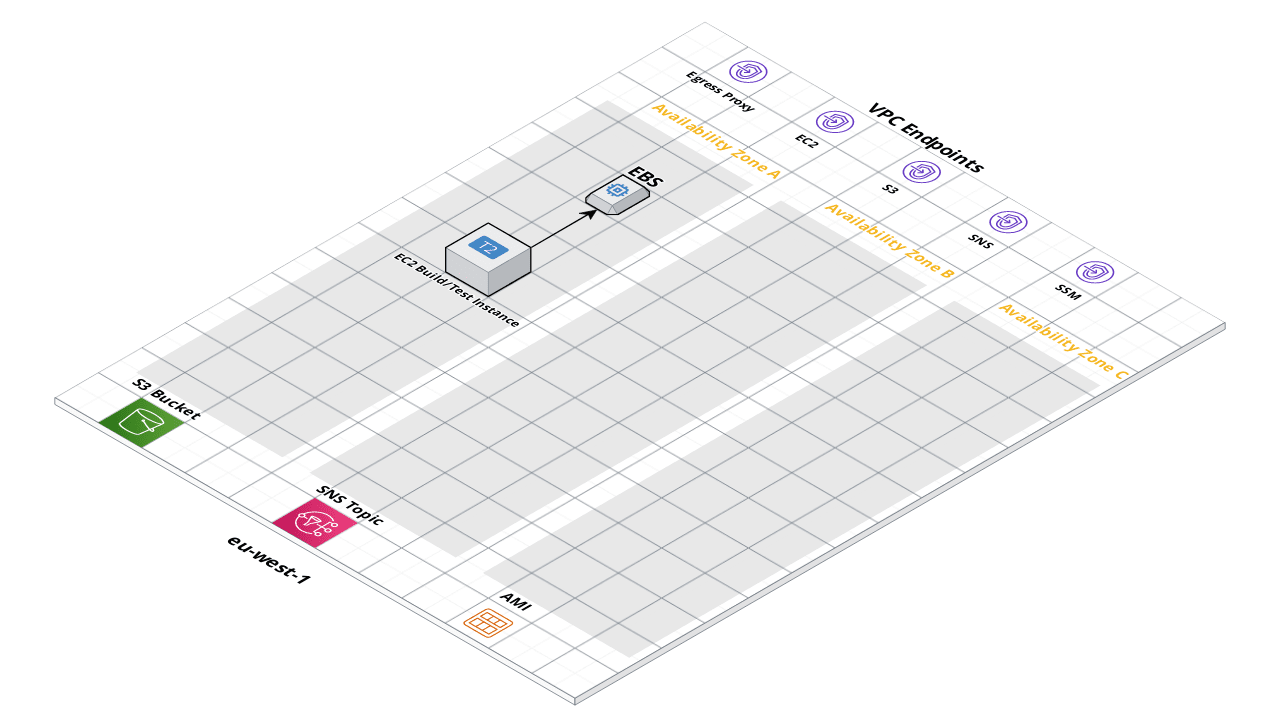 Egress Proxy
VPC Endpoints
Availability Zone A
EC2
EBS
S3
Availability Zone B
SNS
T2
EC2 Build/Test Instance
SSM
Availability Zone C
S3 Bucket
SNS Topic
eu-west-1
AMI